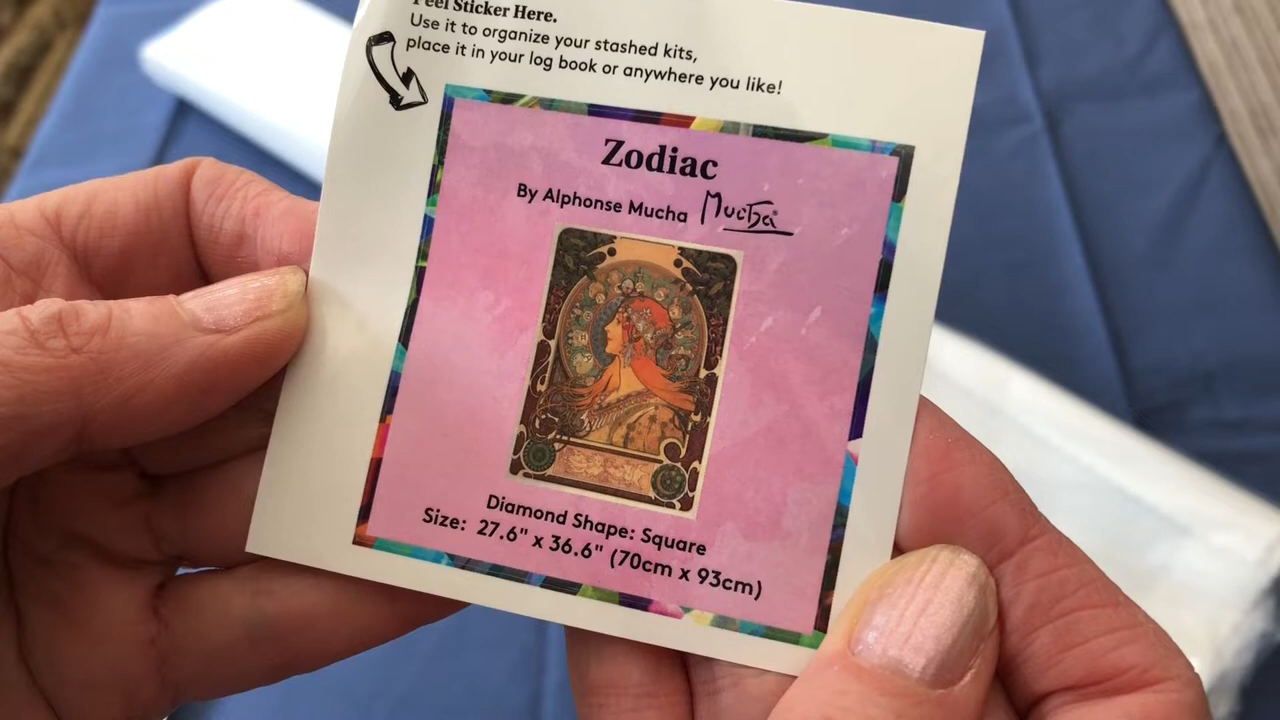 Peel Sticker Here.
Use it to organize your stashed kits,
place it in your log book or anywhere you like!
Zodiac
By Alphonse Mucha Mucha
Diamond Shape: Square
Size: 27.6" x 36.6" (70cm x 93cm)